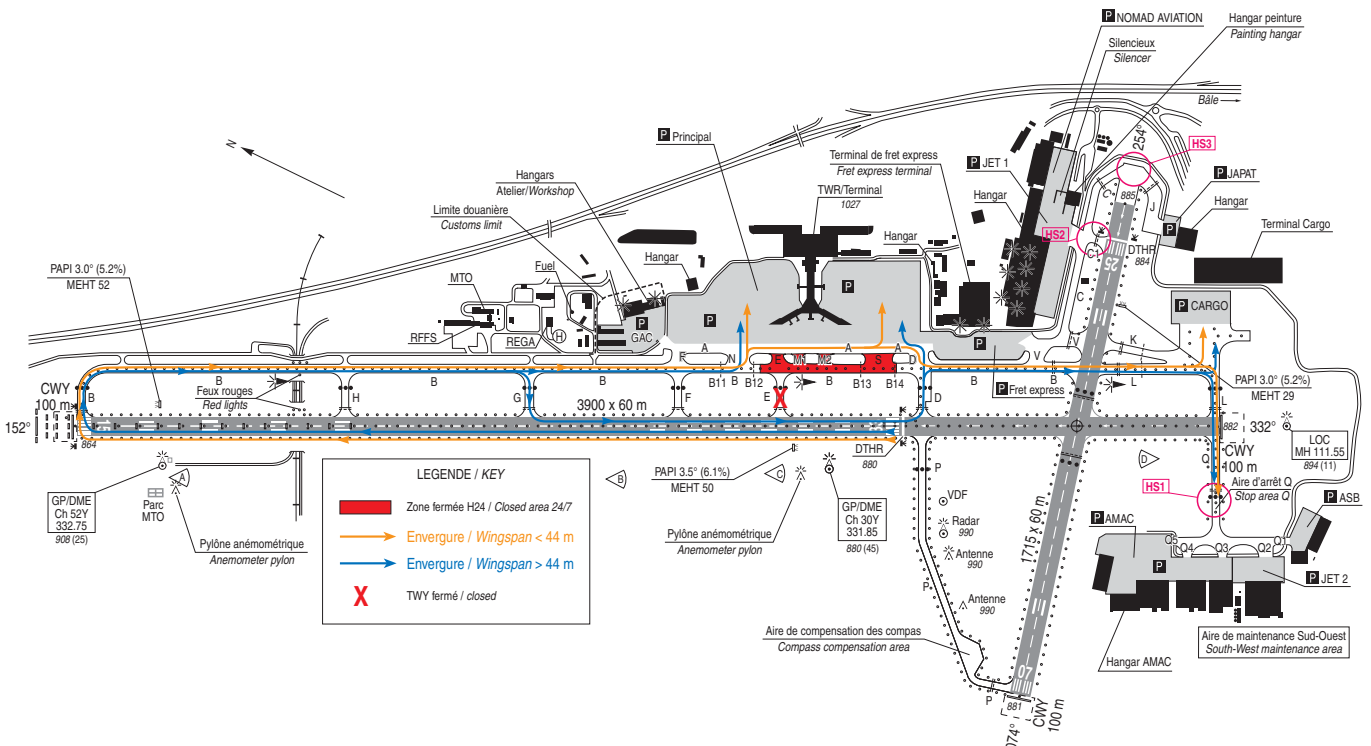 P NOMAD AVIATION
Hangar peinture
Painting hangar
Silencieux
Silencer
Bâle
254°
HS3
P Principal
Terminal de fret express
Fret express terminal
P JET 1
C
885
J
P JAPAT
N
Hangars
Atelier/Workshop
TWR/Terminal
1027
Hangar
P
Hangar
Limite douanière
Customs limit
Hangar
HS2
C1
DTHR
884
Terminal Cargo
PAPI 3.0° (5.2%)
MEHT 52
MTO
Fuel
Hangar
25
C
P
P CARGO
RFFS
REGA
H
P
GAC
P
P
V
K
F
A
N
E
M1
M2
A
S
A
D
V
CWY
100 m
B
B
B
B
B11
B
B12
B
B13
B14
B
B
L
PAPI 3.0° (5.2%)
MEHT 29
Feux rouges
Red lights
H
G
3900 x 60 m
F
E
X
D
P Fret express
L
152°
15
864
34
DTHR
880
882
332°
LOC
MH 111.55
894 (11)
CWY
100 m
GP/DME
Ch 52Y
332.75
908 (25)
A
Parc
MTO
Pylône anémométrique
Anemometer pylon
LEGENDE / KEY
Zone fermée H24 / Closed area 24/7
Envergure / Wingspan < 44 m
Envergure / Wingspan > 44 m
X
TWY fermé / closed
B
PAPI 3.5° (6.1%)
MEHT 50
C
Pylône anémométrique
Anemometer pylon
GP/DME
Ch 30Y
331.85
880 (45)
P
VDF
Radar
990
Antenne
990
Antenne
990
P
Aire de compensation des compas
Compass compensation area
P
1715 x 60 m
07
881
074°
CWY
100 m
D
Q
HS1
Aire d'arrêt Q
Stop area Q
P ASB
P AMAC
Q5
Q4
Q3
Q2
Q1
P
P JET 2
Hangar AMAC
Aire de maintenance Sud-Ouest
South-West maintenance area